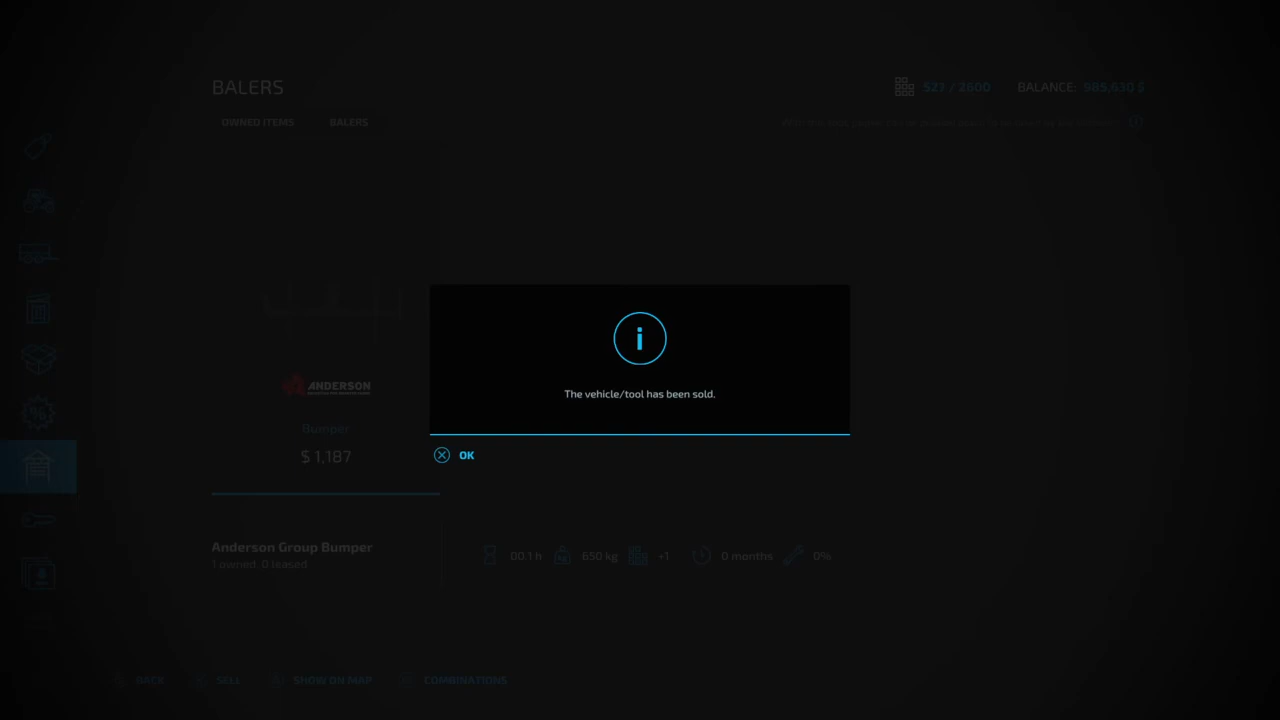 BALERS
527 / 2600 BALANCE: 985,630 $
OWNED ITEMS BALERS
ANDERSON
Bumper
$ 1,187
The vehicle/tool has been sold.
OK
Anderson Group Bumper
1 owned, 0 leased
00.1 h 650 kg +1 0 months 0%
BACK SELL SHOW ON MAP COMBINATIONS